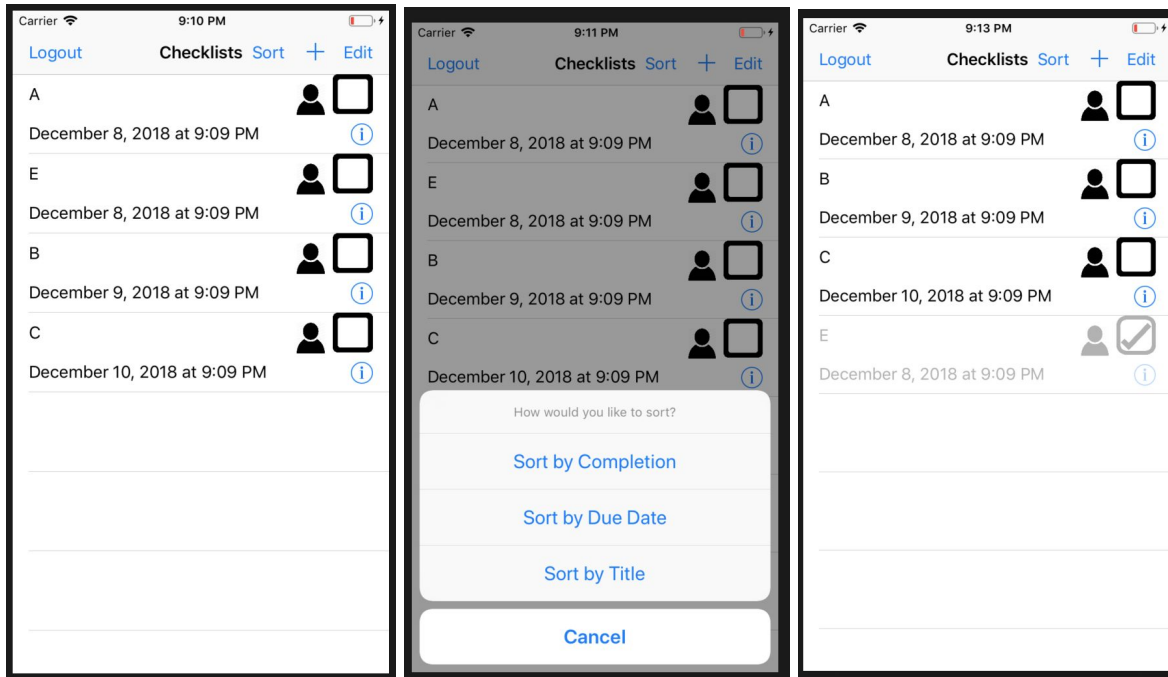 Carrier 9:10 PM
Logout Checklists Sort + Edit
A
December 8, 2018 at 9:09 PM
E
December 8, 2018 at 9:09 PM
B
December 9, 2018 at 9:09 PM
C
December 10, 2018 at 9:09 PM
Carrier 9:11 PM
Logout Checklists Sort + Edit
A
December 8, 2018 at 9:09 PM
E
December 8, 2018 at 9:09 PM
B
December 9, 2018 at 9:09 PM
C
December 10, 2018 at 9:09 PM
How would you like to sort?
Sort by Completion
Sort by Due Date
Sort by Title
Cancel
Carrier 9:13 PM
Logout Checklists Sort + Edit
A
December 8, 2018 at 9:09 PM
B
December 9, 2018 at 9:09 PM
C
December 10, 2018 at 9:09 PM
E
December 8, 2018 at 9:09 PM